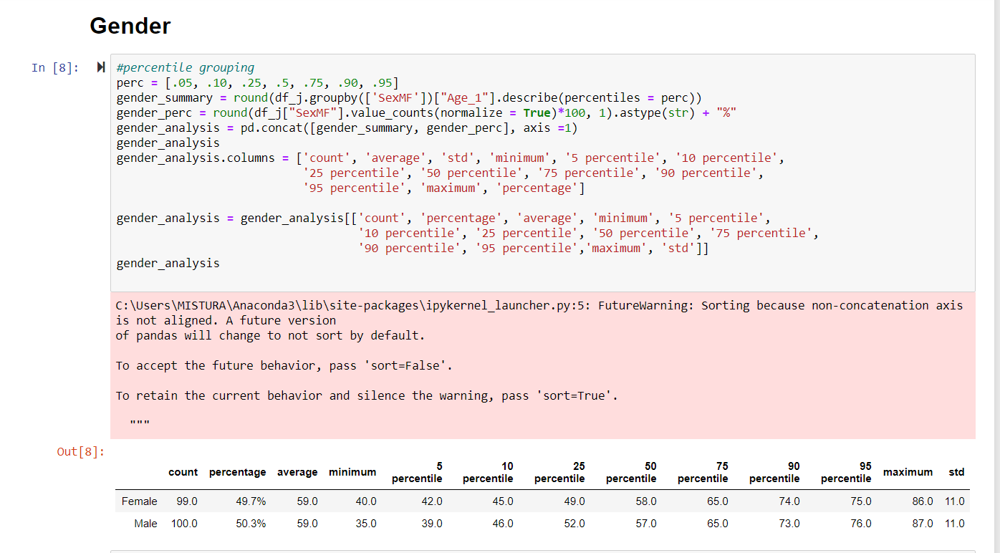 Gender
In [8]:
#percentile grouping
perc = [.05, .10, .25, .5, .75, .90, .95]
gender_summary = round(df_j.groupby(['SexMF'])["Age_1"].describe(percentiles = perc))
gender_perc = round(df_j["SexMF"].value_counts(normalize = True)*100, 1).astype(str) + "%"
gender_analysis = pd.concat([gender_summary, gender_perc], axis =1)
gender_analysis
gender_analysis.columns = ['count', 'average', 'std', 'minimum', '5 percentile', '10 percentile',
'25 percentile', '50 percentile', '75 percentile', '90 percentile',
'95 percentile', 'maximum', 'percentage']
gender_analysis = gender_analysis[['count', 'percentage', 'average', 'minimum', '5 percentile',
'10 percentile', '25 percentile', '50 percentile', '75 percentile',
'90 percentile', '95 percentile','maximum', 'std']]
gender_analysis
C:\Users\MISTURA\Anaconda3\lib\site-packages\ipykernel_launcher.py:5: FutureWarning: Sorting because non-concatenation axis
is not aligned. A future version
of pandas will change to not sort by default.
To accept the future behavior, pass 'sort=False'.
To retain the current behavior and silence the warning, pass 'sort=True'.
"""
Out[8]:
count percentage average minimum 5 percentile 10 percentile 25 percentile 50 percentile 75 percentile 90 percentile 95 percentile maximum std
Female 99.0 49.7% 59.0 40.0 42.0 45.0 49.0 58.0 65.0 74.0 75.0 86.0 11.0
Male 100.0 50.3% 59.0 35.0 39.0 46.0 52.0 57.0 65.0 73.0 76.0 87.0 11.0